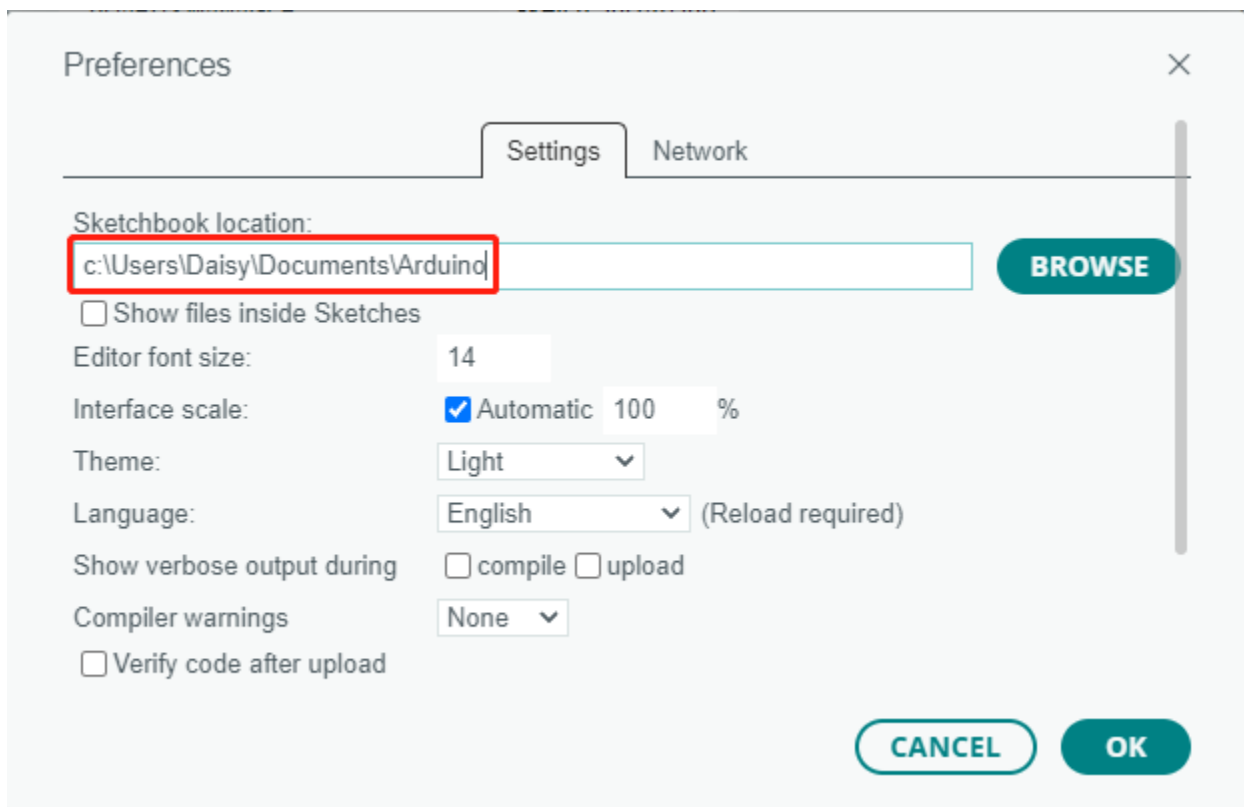 Preferences
Settings Network
Sketchbook location:
c:\Users\Daisy\Documents\Arduino BROWSE
Show files inside Sketches
Editor font size: 14
Interface scale: Automatic 100 %
Theme: Light
Language: English (Reload required)
Show verbose output during compile upload
Compiler warnings None
Verify code after upload
CANCEL OK